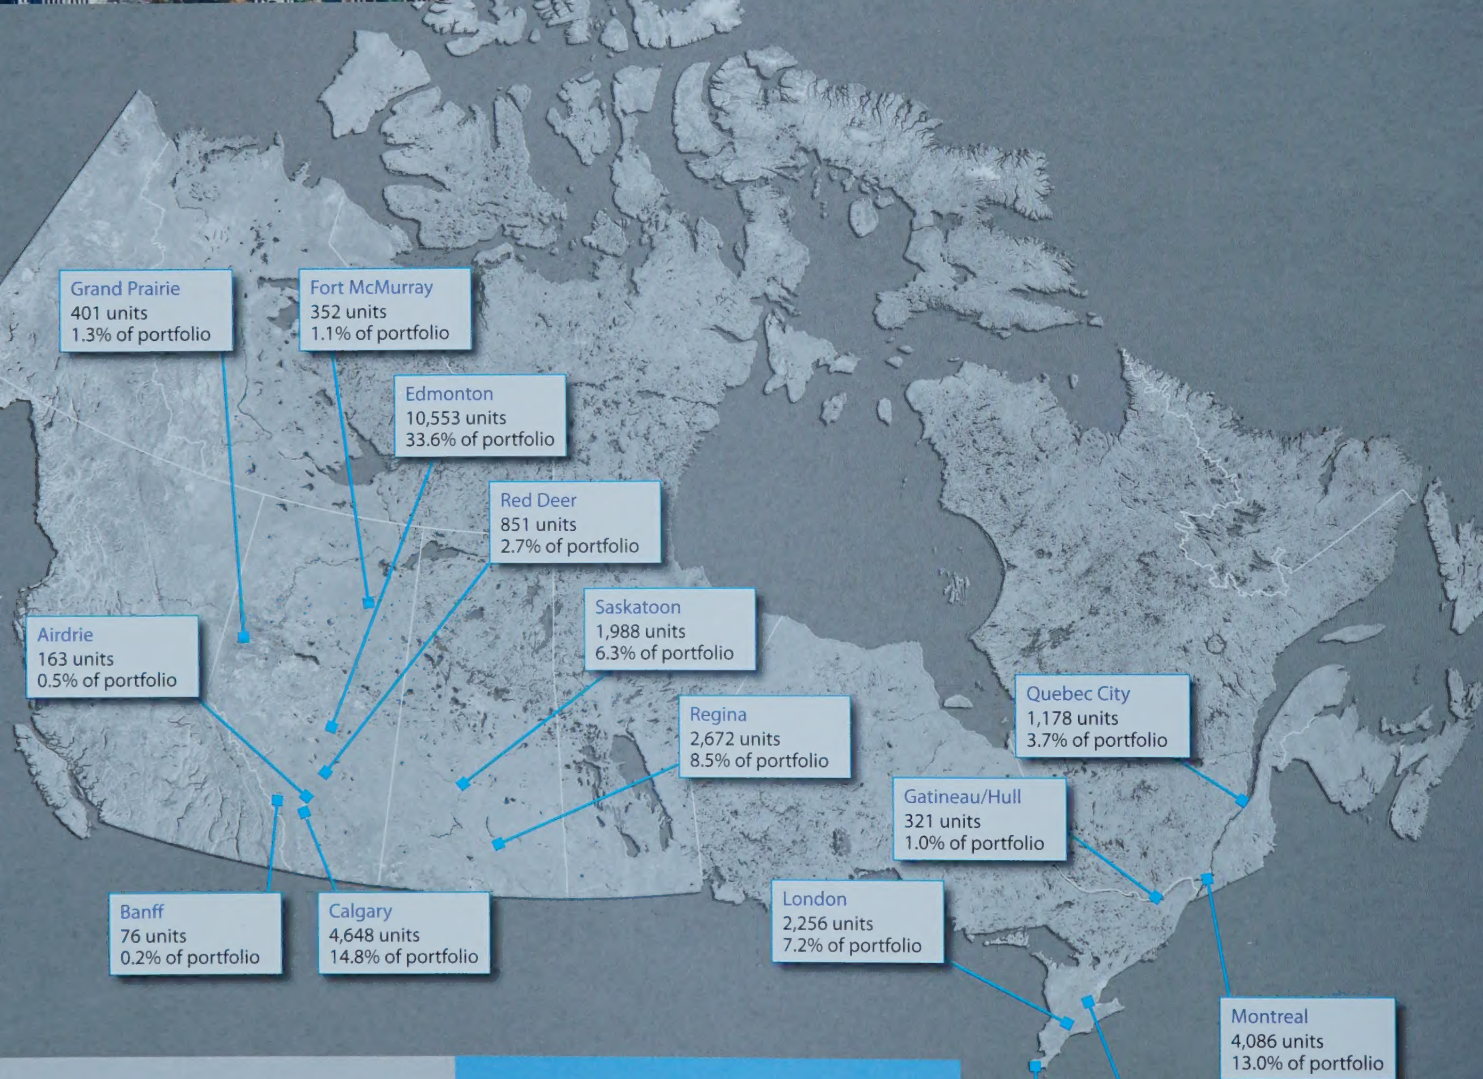 Grand Prairie
401 units
1.3% of portfolio
Fort McMurray
352 units
1.1% of portfolio
Edmonton
10,553 units
33.6% of portfolio
Red Deer
851 units
2.7% of portfolio
Saskatoon
1,988 units
6.3% of portfolio
Airdrie
163 units
0.5% of portfolio
Regina
2,672 units
8.5% of portfolio
Quebec City
1,178 units
3.7% of portfolio
Gatineau/Hull
321 units
1.0% of portfolio
London
2,256 units
7.2% of portfolio
Banff
76 units
0.2% of portfolio
Calgary
4,648 units
14.8% of portfolio
Montreal
4,086 units
13.0% of portfolio